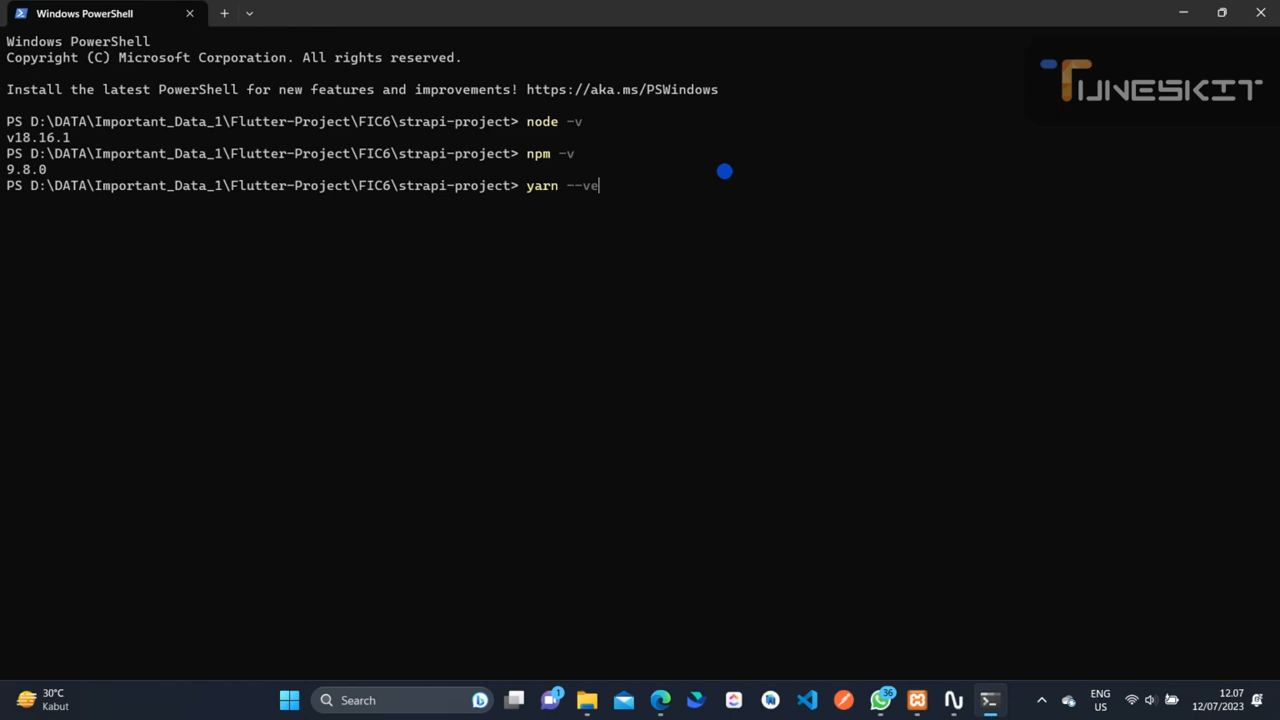 Windows PowerShell
TUNESKIT
Windows PowerShell
Copyright (C) Microsoft Corporation. All rights reserved.
Install the latest PowerShell for new features and improvements! https://aka.ms/PSWindows
PS D:\DATA\Important_Data_1\Flutter-Project\FIC6\strapi-project> node -v
v18.16.1
PS D:\DATA\Important_Data_1\Flutter-Project\FIC6\strapi-project> npm -v
9.8.0
PS D:\DATA\Important_Data_1\Flutter-Project\FIC6\strapi-project> yarn --ve
30°C
Kabut
Search
1
36
ENG
US
12.07
12/07/2023